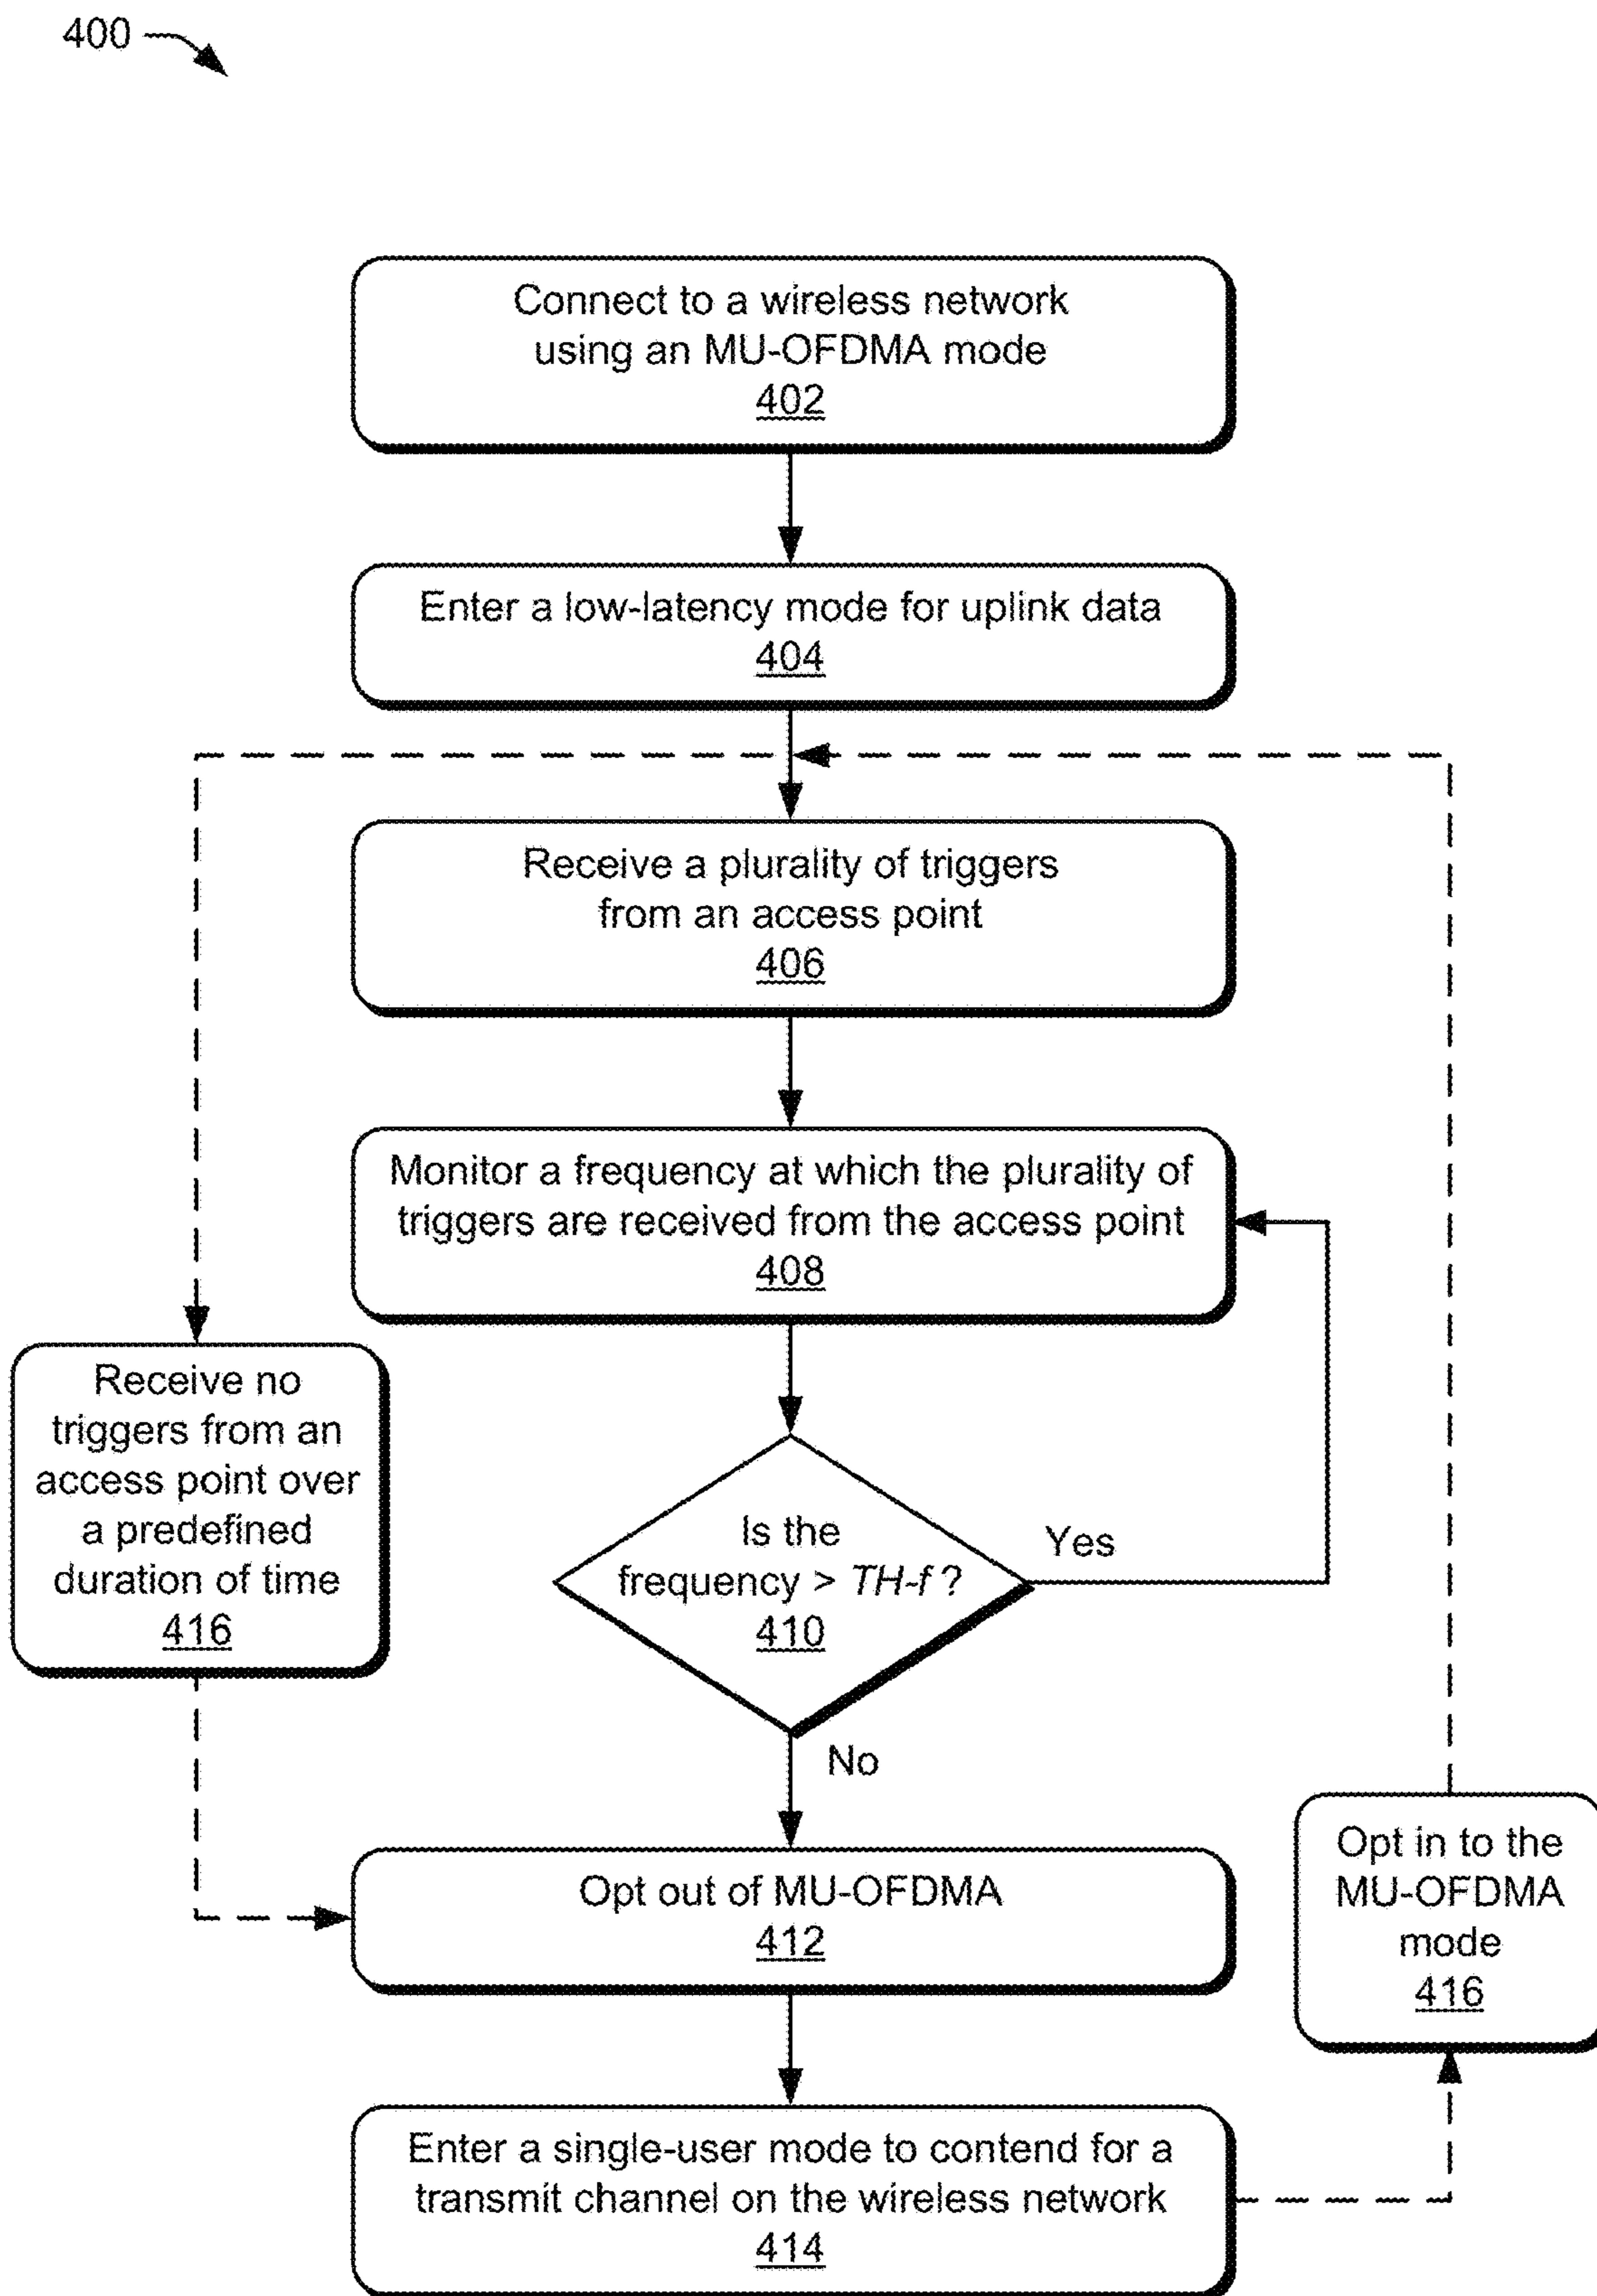 400
Connect to a wireless network
using an MU-OFDMA mode
402
Enter a low-latency mode for uplink data
404
Receive a plurality of triggers
from an access point
406
Monitor a frequency at which the plurality of
triggers are received from the access point
408
Receive no
triggers from an
access point over
a predefined
duration of time
416
Is the
frequency > TH-f ?
410
Yes
No
Opt out of MU-OFDMA
412
Opt in to the
MU-OFDMA
mode
416
Enter a single-user mode to contend for a
transmit channel on the wireless network
414